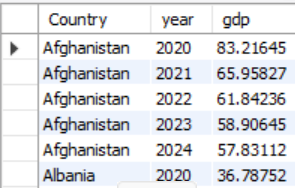 Country year gdp
Afghanistan 2020 83.21645
Afghanistan 2021 65.95827
Afghanistan 2022 61.84236
Afghanistan 2023 58.90645
Afghanistan 2024 57.83112
Albania 2020 36.78752